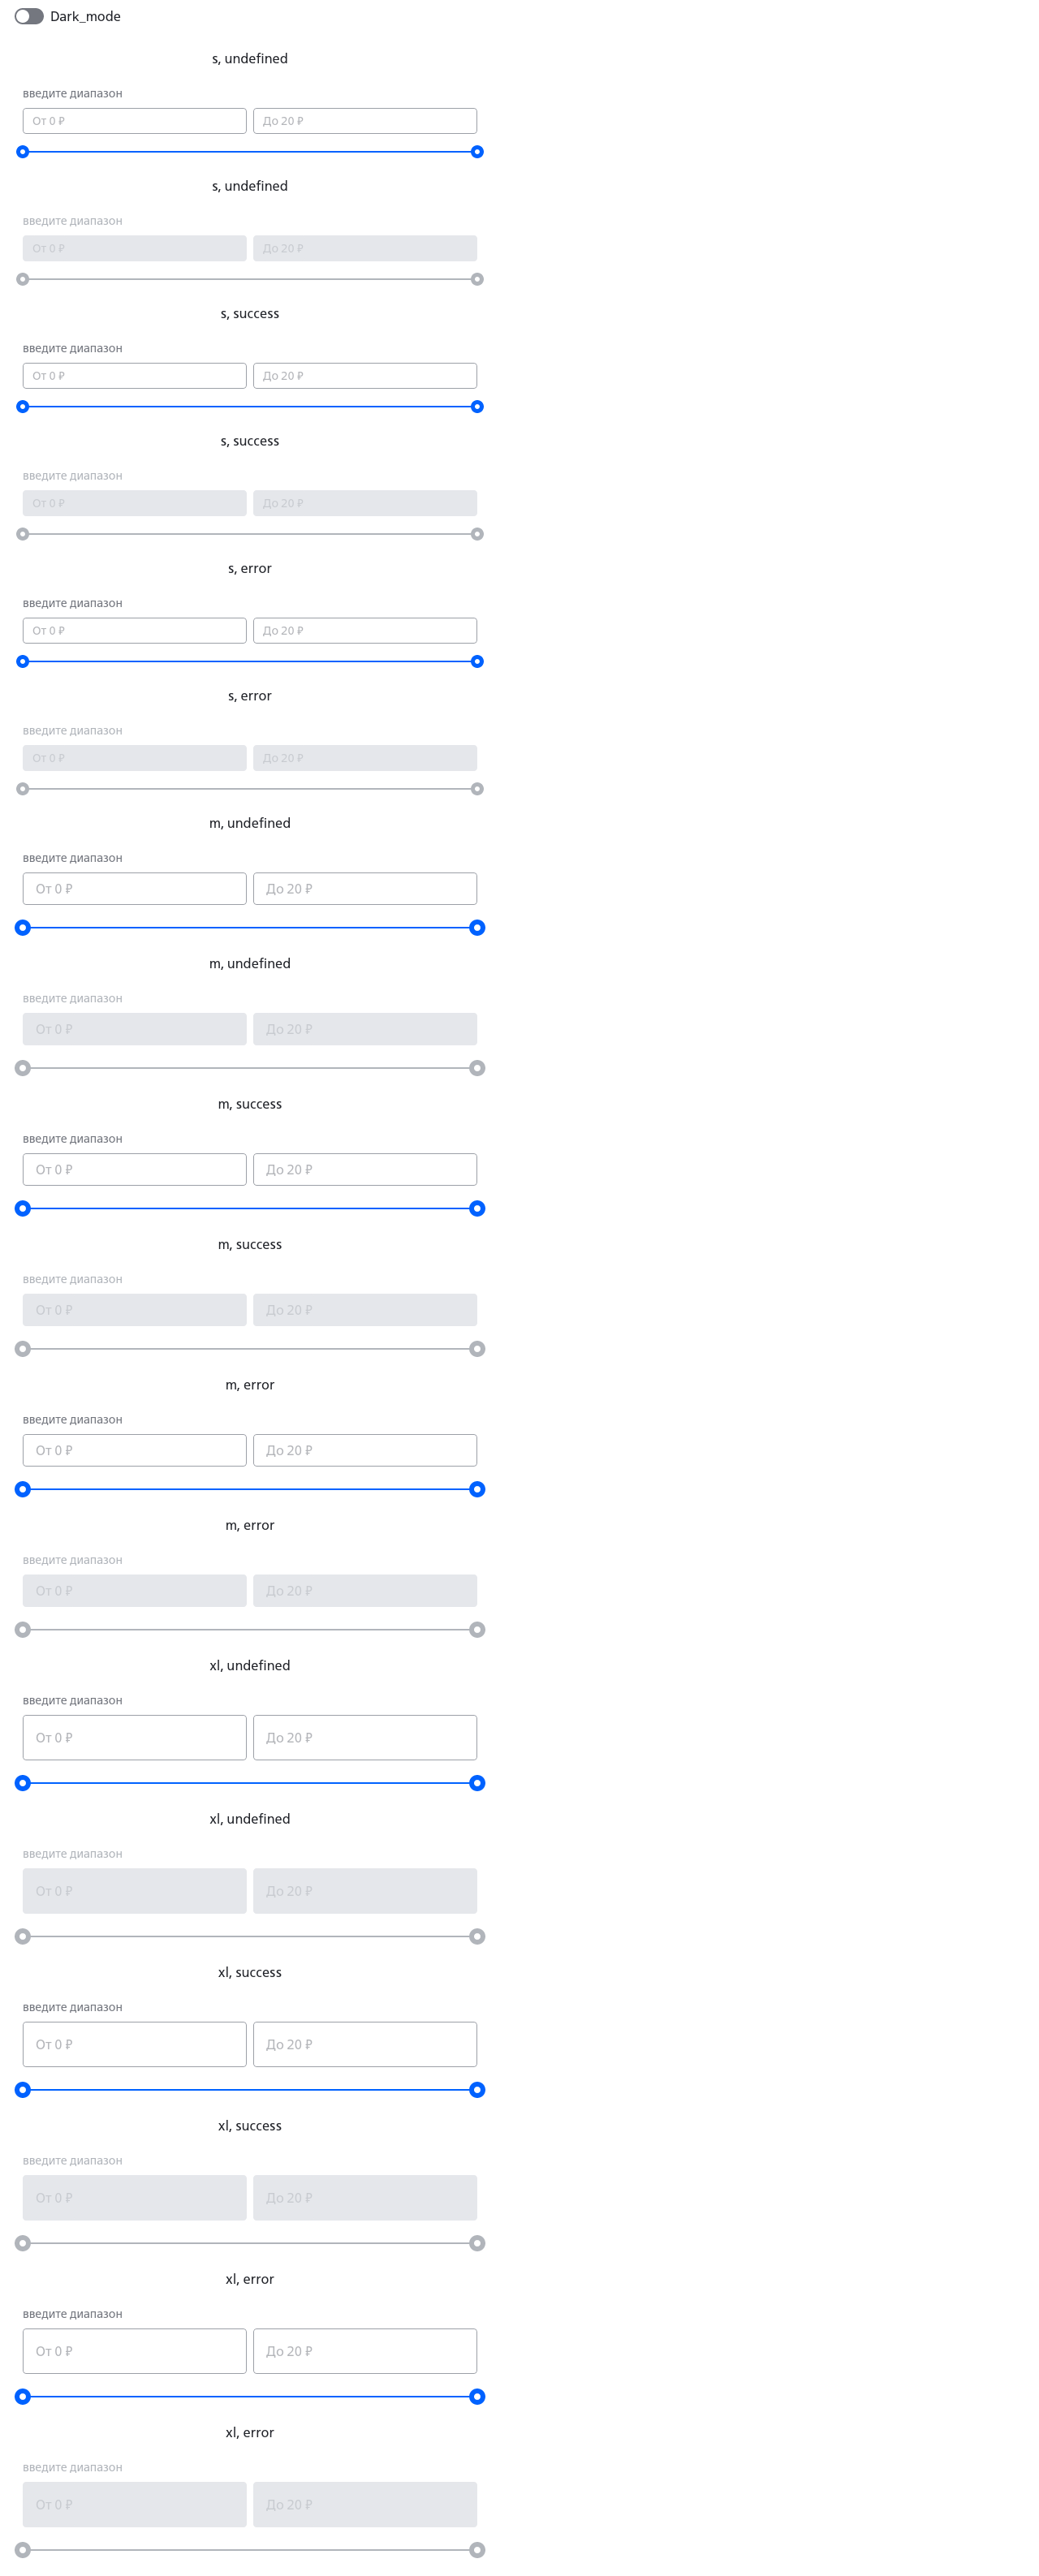 Dark_mode
s, undefined
введите диапазон
От 0 ₽ До 20 ₽
s, undefined
введите диапазон
От 0 ₽ До 20 ₽
s, success
введите диапазон
От 0 ₽ До 20 ₽
s, success
введите диапазон
От 0 ₽ До 20 ₽
s, error
введите диапазон
От 0 ₽ До 20 ₽
s, error
введите диапазон
От 0 ₽ До 20 ₽
m, undefined
введите диапазон
От 0 ₽ До 20 ₽
m, undefined
введите диапазон
От 0 ₽ До 20 ₽
m, success
введите диапазон
От 0 ₽ До 20 ₽
m, success
введите диапазон
От 0 ₽ До 20 ₽
m, error
введите диапазон
От 0 ₽ До 20 ₽
m, error
введите диапазон
От 0 ₽ До 20 ₽
xl, undefined
введите диапазон
От 0 ₽ До 20 ₽
xl, undefined
введите диапазон
От 0 ₽ До 20 ₽
xl, success
введите диапазон
От 0 ₽ До 20 ₽
xl, success
введите диапазон
От 0 ₽ До 20 ₽
xl, error
введите диапазон
От 0 ₽ До 20 ₽
xl, error
введите диапазон
От 0 ₽ До 20 ₽